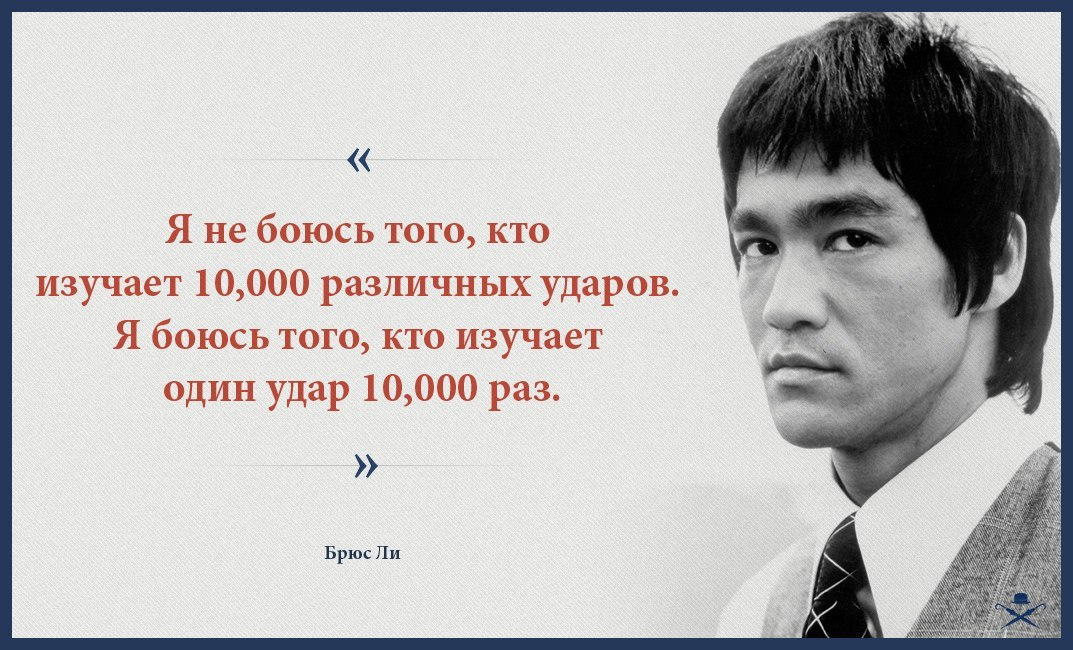 «
Я не боюсь того, кто
изучает 10,000 различных ударов.
Я боюсь того, кто изучает
один удар 10,000 раз.
»
Брюс Ли